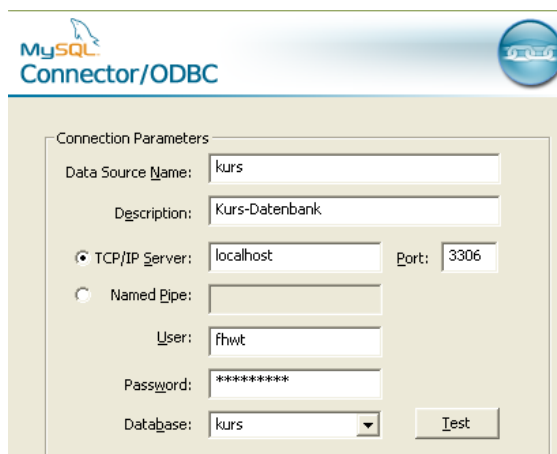 MySQL
Connector/ODBC
Connection Parameters
Data Source Name: kurs
Description: Kurs-Datenbank
TCP/IP Server: localhost Port: 3306
Named Pipe:
User: fhwt
Password: *********
Database: kurs Test